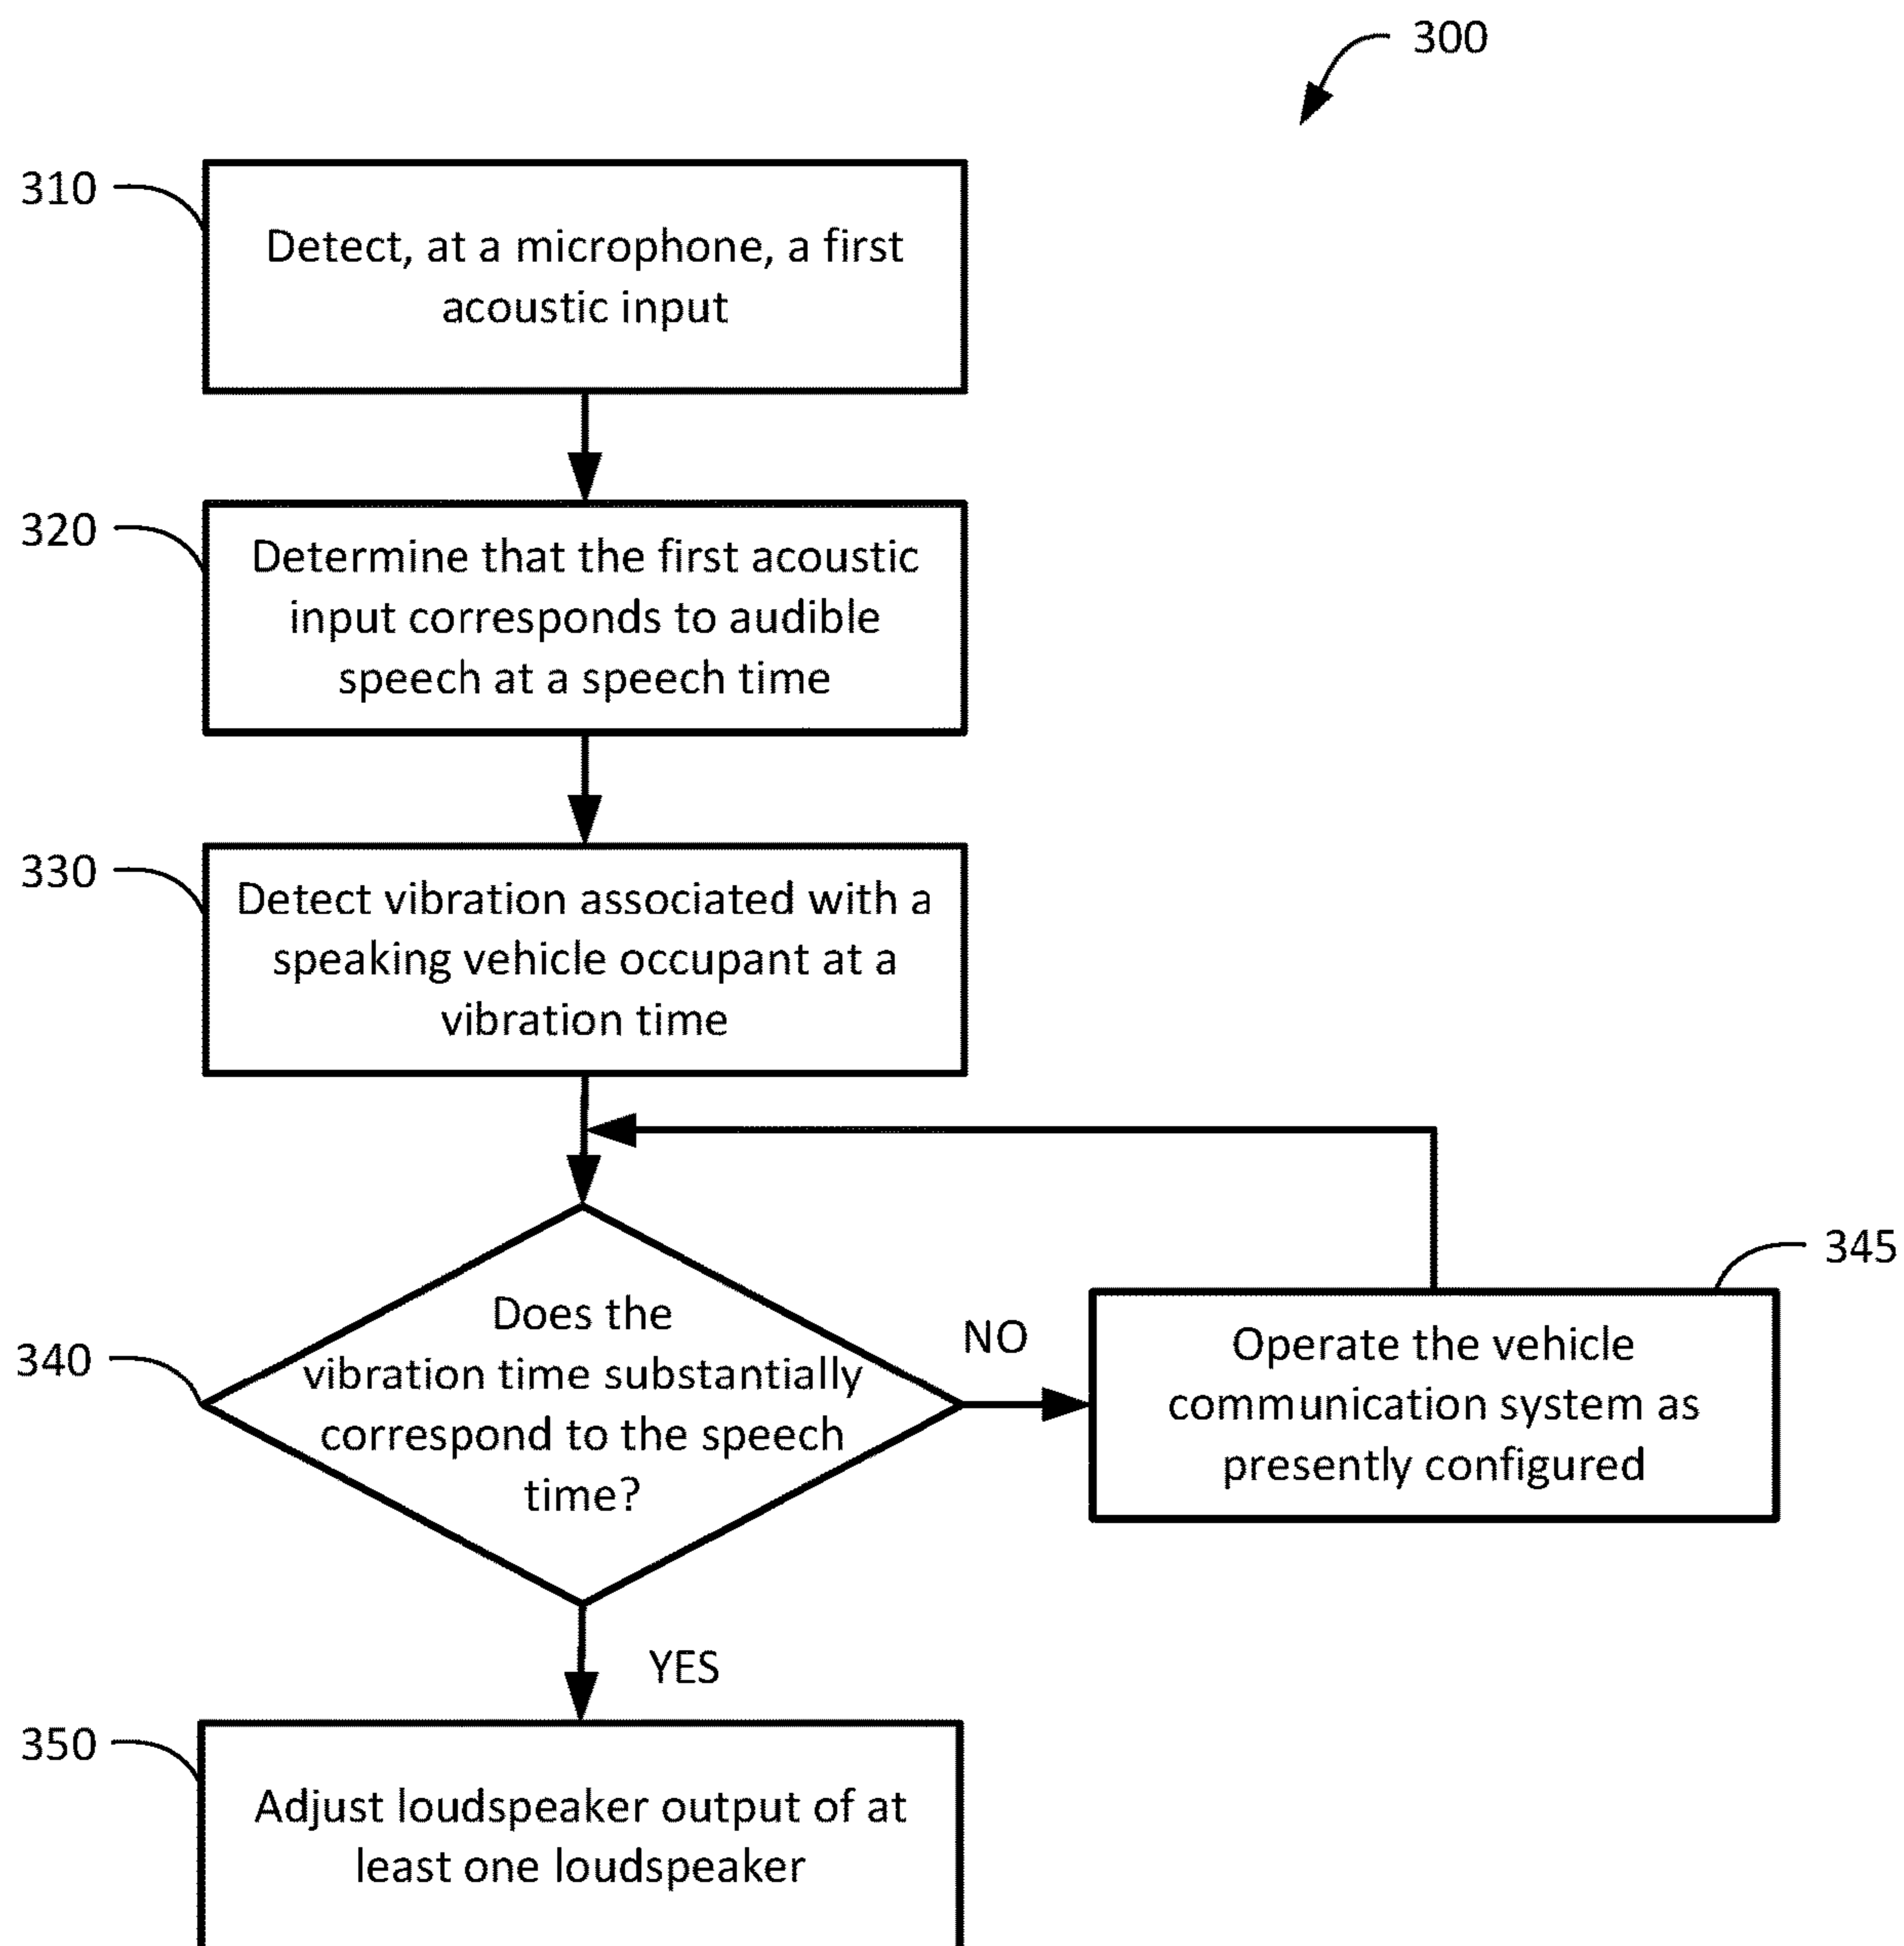 300
310
Detect, at a microphone, a first
acoustic input
320
Determine that the first acoustic
input corresponds to audible
speech at a speech time
330
Detect vibration associated with a
speaking vehicle occupant at a
vibration time
340
Does the
vibration time substantially
correspond to the speech
time?
NO
345
Operate the vehicle
communication system as
presently configured
YES
350
Adjust loudspeaker output of at
least one loudspeaker